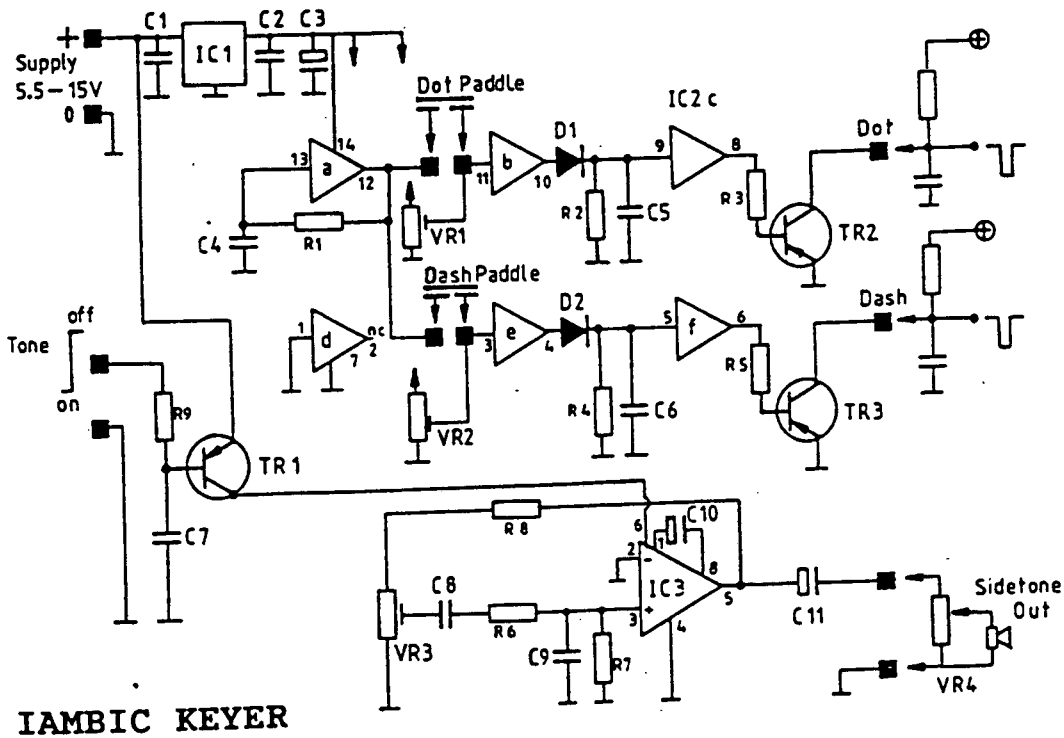 C1
C2
C3
+
IC1
Supply
5.5-15V
0
Dot Paddle
IC2c
Dot
14
13
a
12
11
b
10
D1
9
8
R3
C4
R1
VR1
R2
C5
TR2
Dash Paddle
Dash
off
Tone
on
1
d
nc
2
7
3
e
4
D2
5
f
6
R5
VR2
R4
C6
TR3
R9
TR1
C7
R8
6
1
C10
2
-
8
IC3
+
3
4
5
C8
R6
C9
R7
VR3
C11
Sidetone
Out
VR4
IAMBIC KEYER